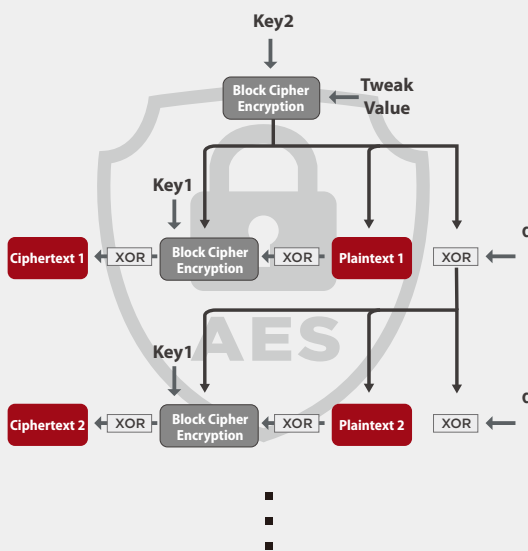 Key2
Block Cipher
Encryption
Tweak
Value
Key1
Ciphertext 1
XOR
Block Cipher
Encryption
XOR
Plaintext 1
XOR
AES
Key1
Ciphertext 2
XOR
Block Cipher
Encryption
XOR
Plaintext 2
XOR